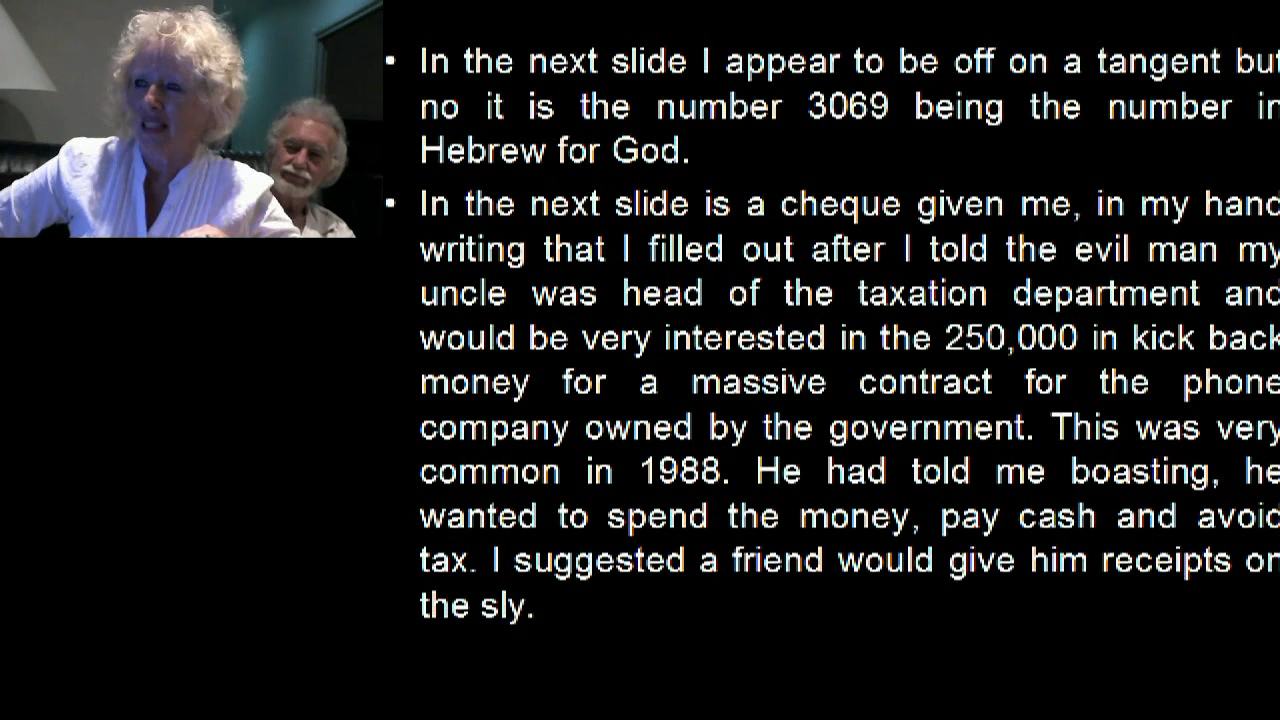 • In the next slide I appear to be off on a tangent but
no it is the number 3069 being the number in
Hebrew for God.
• In the next slide is a cheque given me, in my hand
writing that I filled out after I told the evil man my
uncle was head of the taxation department and
would be very interested in the 250,000 in kick back
money for a massive contract for the phone
company owned by the government. This was very
common in 1988. He had told me boasting, he
wanted to spend the money, pay cash and avoid
tax. I suggested a friend would give him receipts on
the sly.